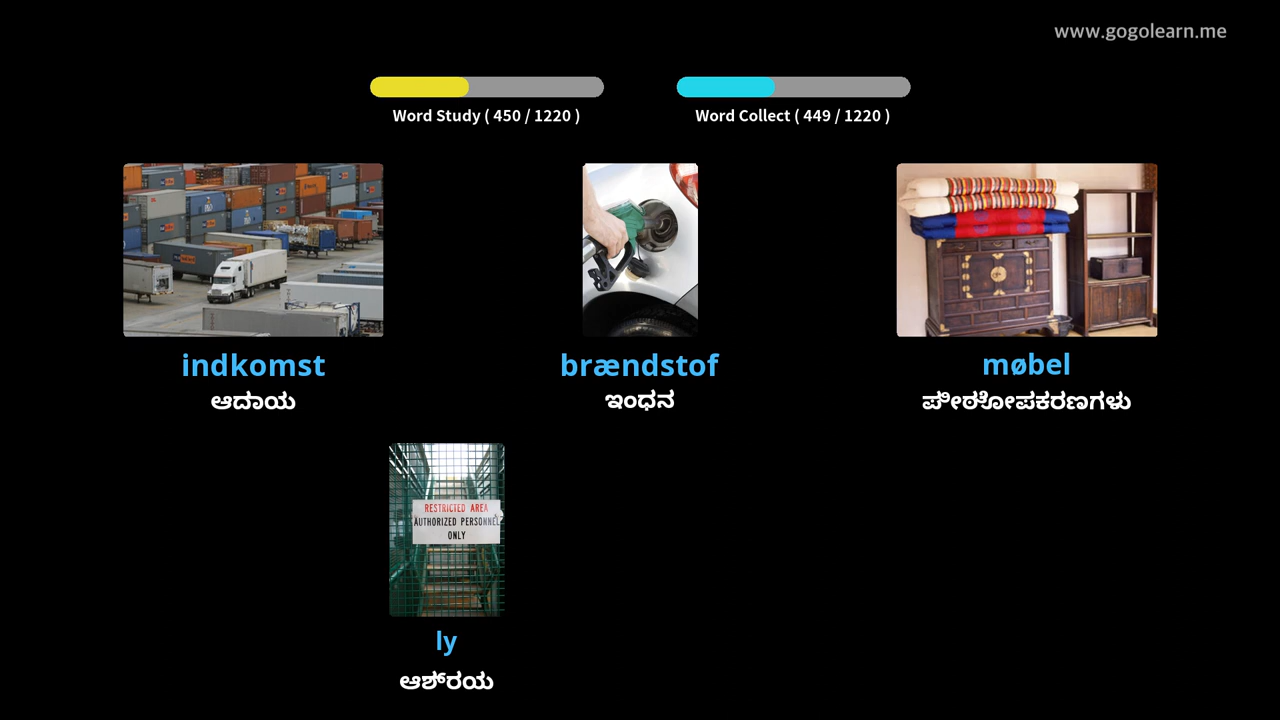 www.gogolearn.me
Word Study ( 450 / 1220 )
Word Collect ( 449 / 1220 )
indkomst
ಆದಾಯ
brændstof
ಇಂಧನ
møbel
ಪೀಠೋಪಕರಣಗಳು
RESTRICTED AREA
AUTHORIZED PERSONNEL
ONLY
ly
ಆಶ್ರಯ